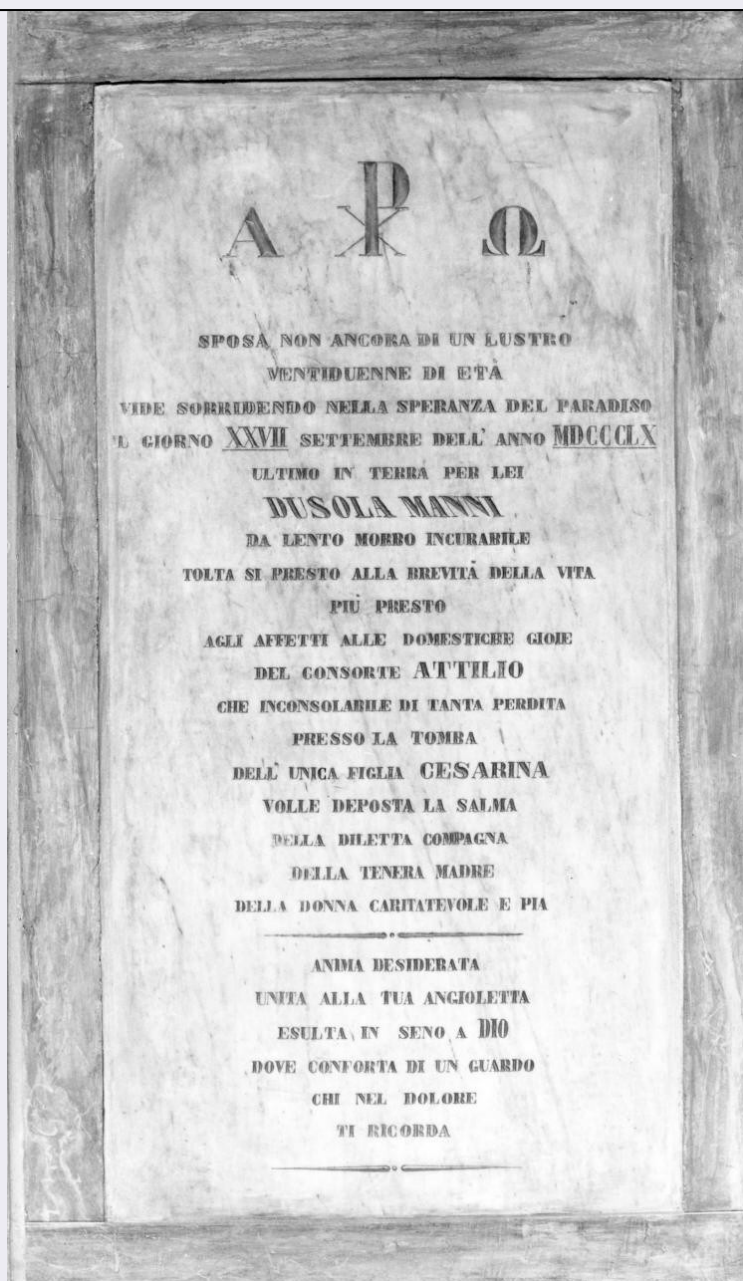 Α ☧ Ω
SPOSA NON ANCORA DI UN LUSTRO
VENTIDUENNE DI ETÀ
VIDE SORRIDENDO NELLA SPERANZA DEL PARADISO
'L GIORNO XXVII SETTEMBRE DELL' ANNO MDCCCLX
ULTIMO IN TERRA PER LEI
DUSOLA MANNI
DA LENTO MORBO INCURABILE
TOLTA SI PRESTO ALLA BREVITÀ DELLA VITA
PIÙ PRESTO
AGLI AFFETTI ALLE DOMESTICHE GIOIE
DEL CONSORTE ATTILIO
CHE INCONSOLABILE DI TANTA PERDITA
PRESSO LA TOMBA
DELL' UNICA FIGLIA CESARINA
VOLLE DEPOSTA LA SALMA
DELLA DILETTA COMPAGNA
DELLA TENERA MADRE
DELLA DONNA CARITATEVOLE E PIA
ANIMA DESIDERATA
UNITA ALLA TUA ANGIOLETTA
ESULTA IN SENO A DIO
DOVE CONFORTA DI UN GUARDO
CHI NEL DOLORE
TI RICORDA